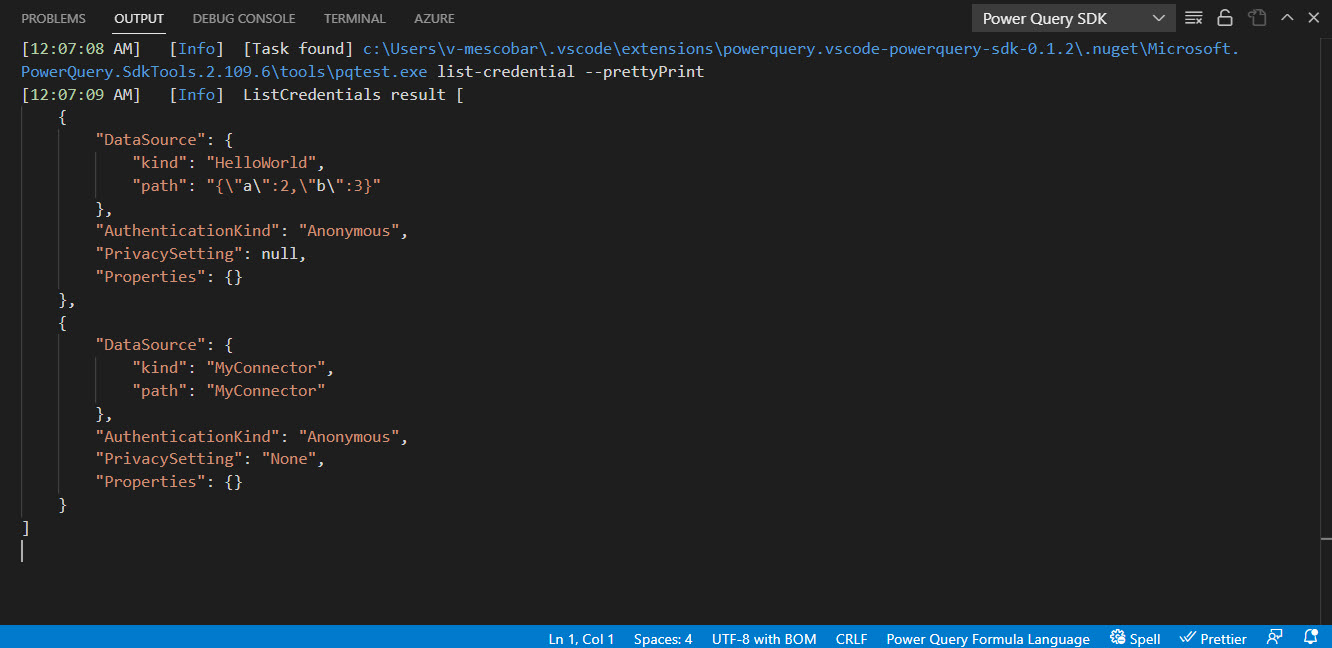 PROBLEMS OUTPUT DEBUG CONSOLE TERMINAL AZURE Power Query SDK
[12:07:08 AM] [Info] [Task found] c:\Users\v-mescobar\.vscode\extensions\powerquery.vscode-powerquery-sdk-0.1.2\.nuget\Microsoft.
PowerQuery.SdkTools.2.109.6\tools\pqtest.exe list-credential --prettyPrint
[12:07:09 AM] [Info] ListCredentials result [
    {
        "DataSource": {
            "kind": "HelloWorld",
            "path": "{\"a\":2,\"b\":3}"
        },
        "AuthenticationKind": "Anonymous",
        "PrivacySetting": null,
        "Properties": {}
    },
    {
        "DataSource": {
            "kind": "MyConnector",
            "path": "MyConnector"
        },
        "AuthenticationKind": "Anonymous",
        "PrivacySetting": "None",
        "Properties": {}
    }
]
Ln 1, Col 1 Spaces: 4 UTF-8 with BOM CRLF Power Query Formula Language Spell Prettier